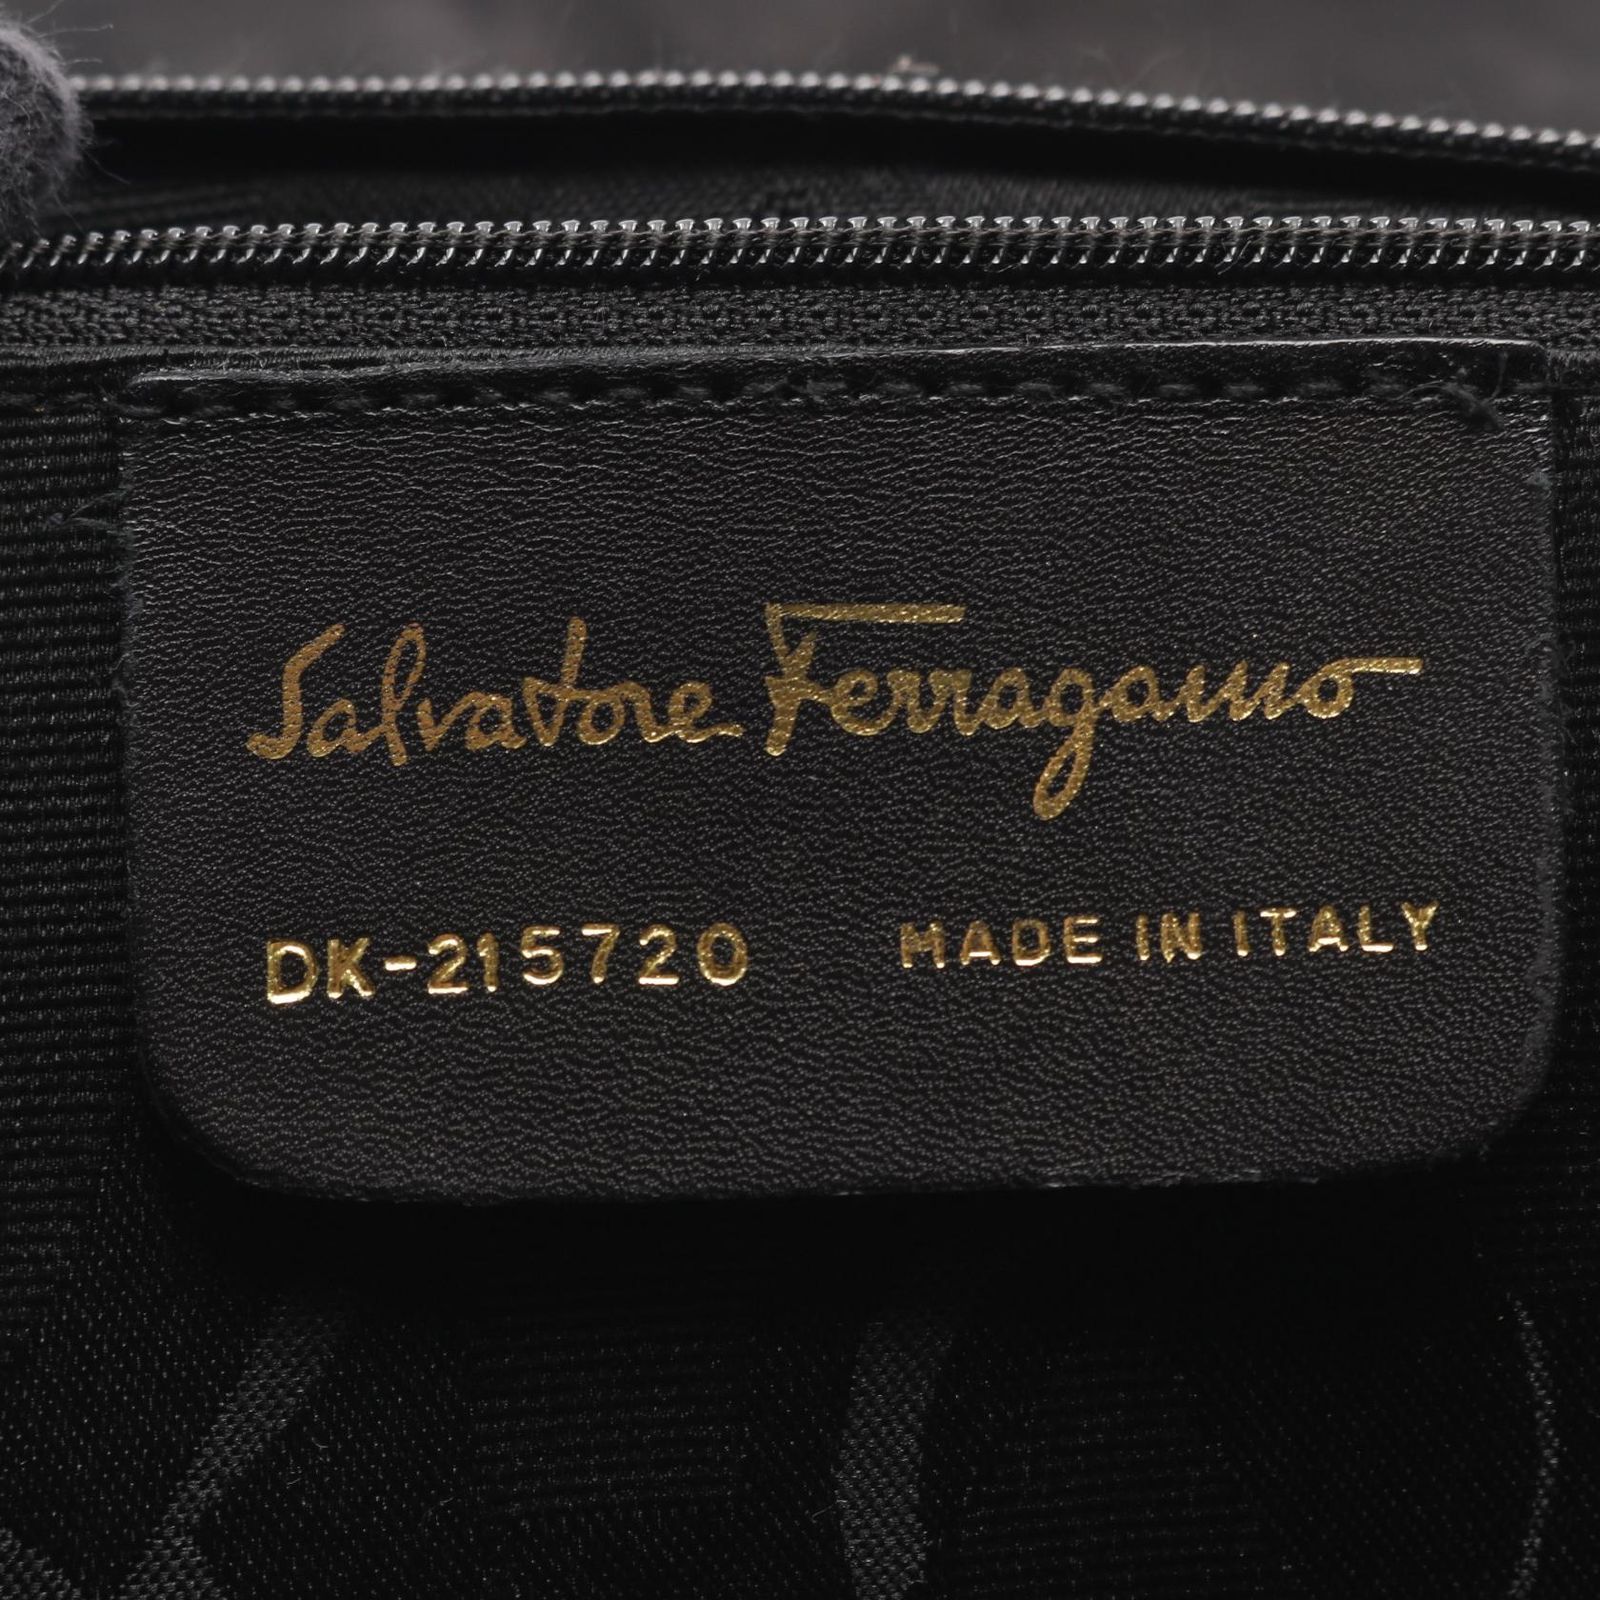 Salvatore Ferragamo
DK-215720 MADE IN ITALY